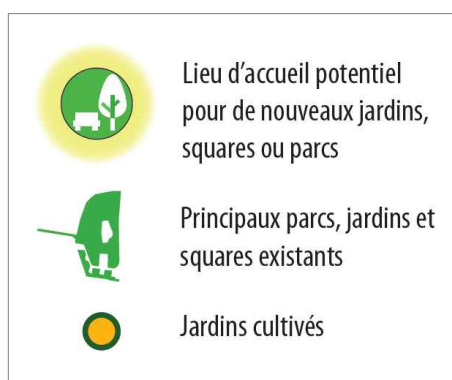 Lieu d’accueil potentiel
pour de nouveaux jardins,
squares ou parcs
Principaux parcs, jardins et
squares existants
Jardins cultivés